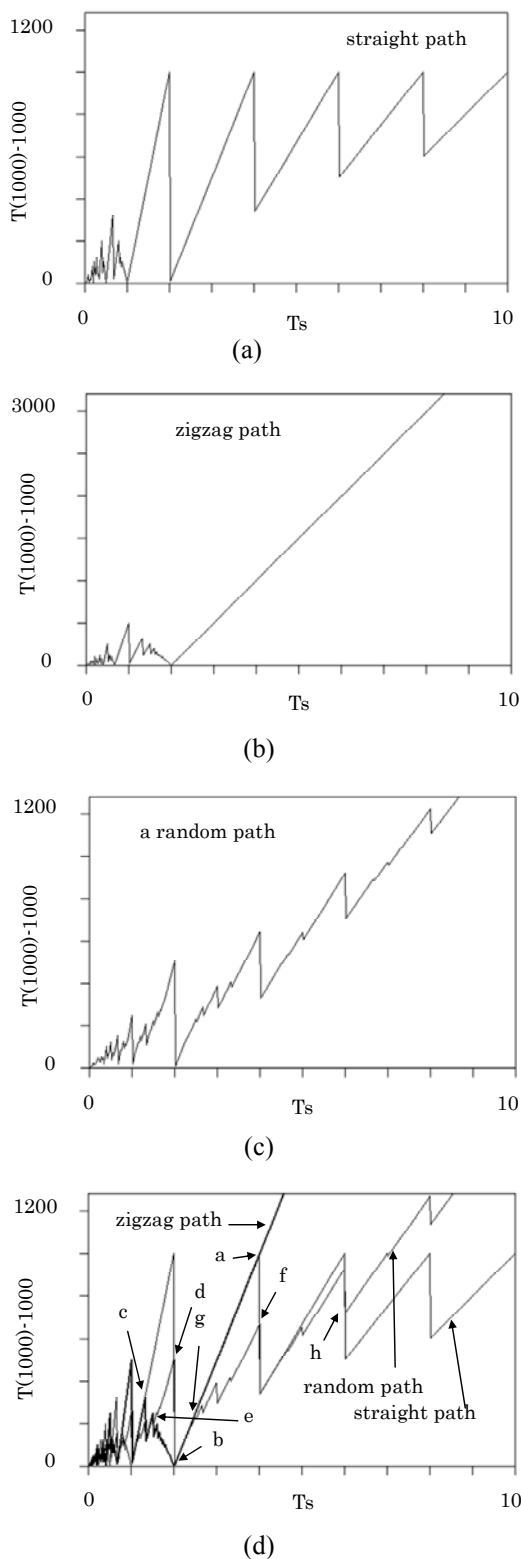 1200
straight path
T(1000)-1000
0
0
Ts
10
(a)
3000
zigzag path
T(1000)-1000
0
0
Ts
10
(b)
1200
a random path
T(1000)-1000
0
0
Ts
10
(c)
1200
zigzag path
a
f
d
c
g
T(1000)-1000
h
random path
e
straight path
b
0
0
Ts
10
(d)